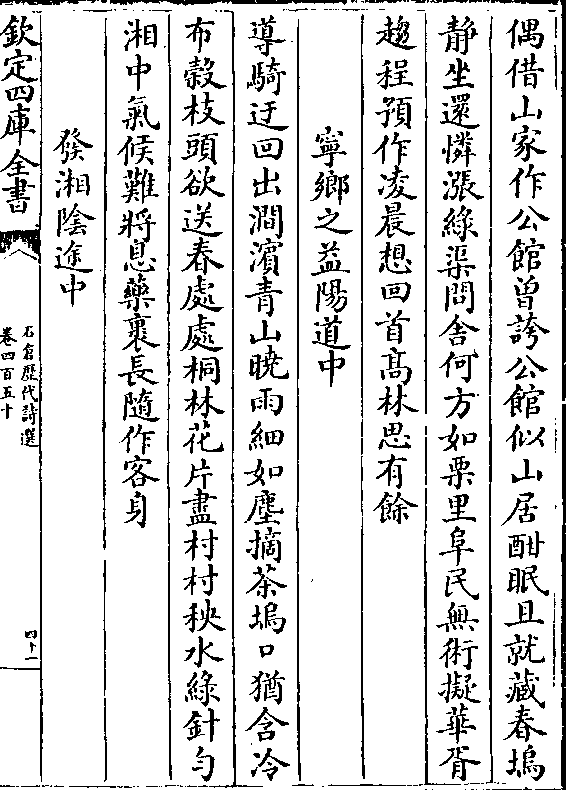 偶借山家作公館曽誇公館似山居酣眠且就藏春塢
静坐還憐漲綠渠問舍何方如栗里阜民無術擬華胥
趨程預作凌晨想回首髙林思有餘
寧鄉之益陽道中
導騎迂回出澗濱青山曉雨細如塵摘茶塢口猶含冷
布穀枝頭欲送春處處桐林花片盡村村秧水綠針勻
湘中氣候難將息藥裹長隨作客身
發湘陰途中
欽定四庫全書
石倉歷代詩選
卷四百五十
四十一